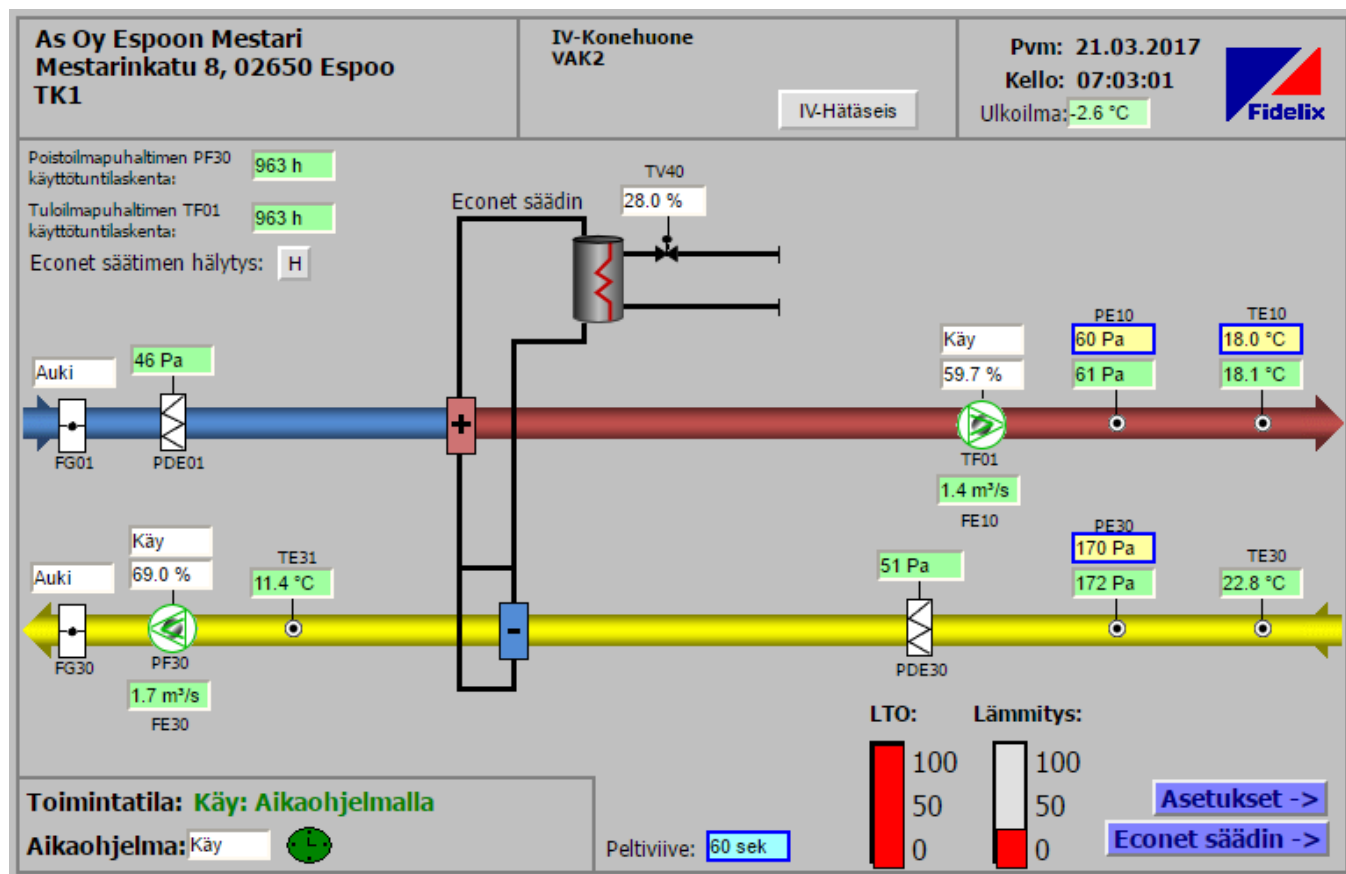 As Oy Espoon Mestari
Mestarinkatu 8, 02650 Espoo
TK1
IV-Konehuone
VAK2
IV-Hätäseis
Pvm: 21.03.2017
Kello: 07:03:01
Ulkoilma: -2.6 °C
Fidelix
Poistoilmapuhaltimen PF30
käyttötuntilaskenta:
963 h
Tuloilmapuhaltimen TF01
käyttötuntilaskenta:
963 h
Econet säätimen hälytys: H
Econet säädin
TV40
28.0 %
Auki
46 Pa
FG01
PDE01
+
Käy
59.7 %
TF01
1.4 m³/s
FE10
PE10
60 Pa
61 Pa
TE10
18.0 °C
18.1 °C
Auki
FG30
Käy
69.0 %
PF30
1.7 m³/s
FE30
TE31
11.4 °C
-
51 Pa
PDE30
PE30
170 Pa
172 Pa
TE30
22.8 °C
LTO:
100
50
0
Lämmitys:
100
50
0
Toimintatila: Käy: Aikaohjelmalla
Aikaohjelma: Käy
Peltiviive: 60 sek
Asetukset ->
Econet säädin ->